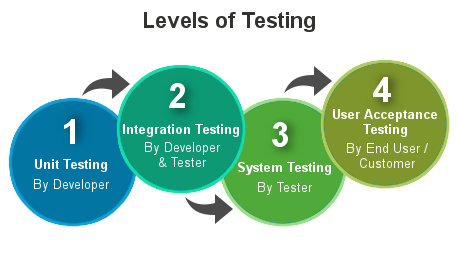 Levels of Testing
1
Unit Testing
By Developer
2
Integration Testing
By Developer
& Tester
3
System Testing
By Tester
4
User Acceptance
Testing
By End User /
Customer